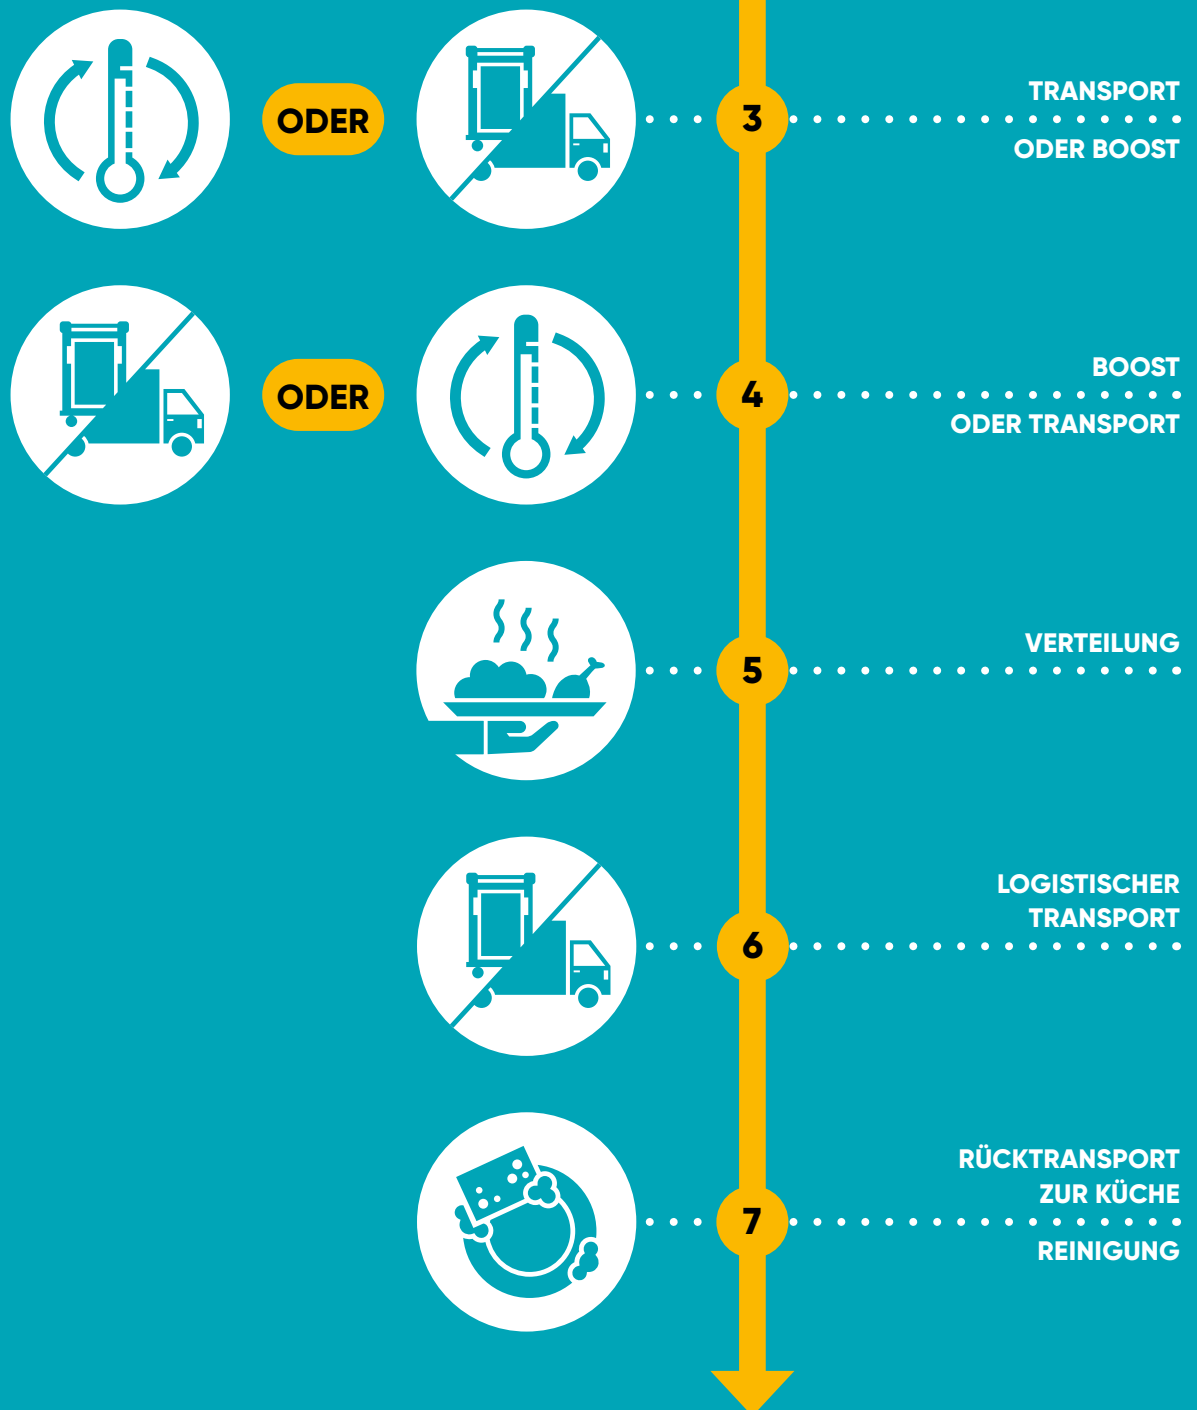 ODER
3
TRANSPORT
ODER BOOST
ODER
4
BOOST
ODER TRANSPORT
5
VERTEILUNG
6
LOGISTISCHER
TRANSPORT
7
RÜCKTRANSPORT
ZUR KÜCHE
REINIGUNG